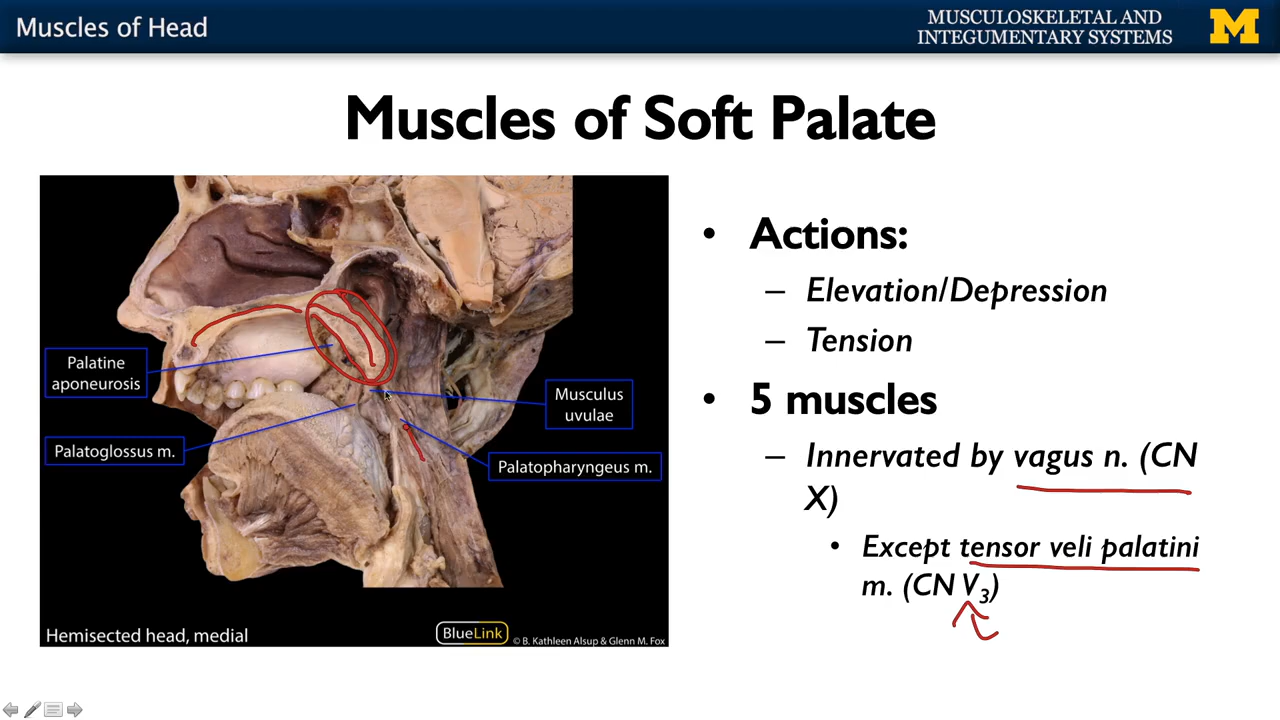 Muscles of Head
MUSCULOSKELETAL AND
INTEGUMENTARY SYSTEMS
M
Muscles of Soft Palate
Palatine
aponeurosis
Palatoglossus m.
Musculus
uvulae
Palatopharyngeus m.
Hemisected head, medial
BlueLink
© B. Kathleen Alsup & Glenn M. Fox
• Actions:
– Elevation/Depression
– Tension
• 5 muscles
– Innervated by vagus n. (CN
X)
• Except tensor veli palatini
m. (CN V3)